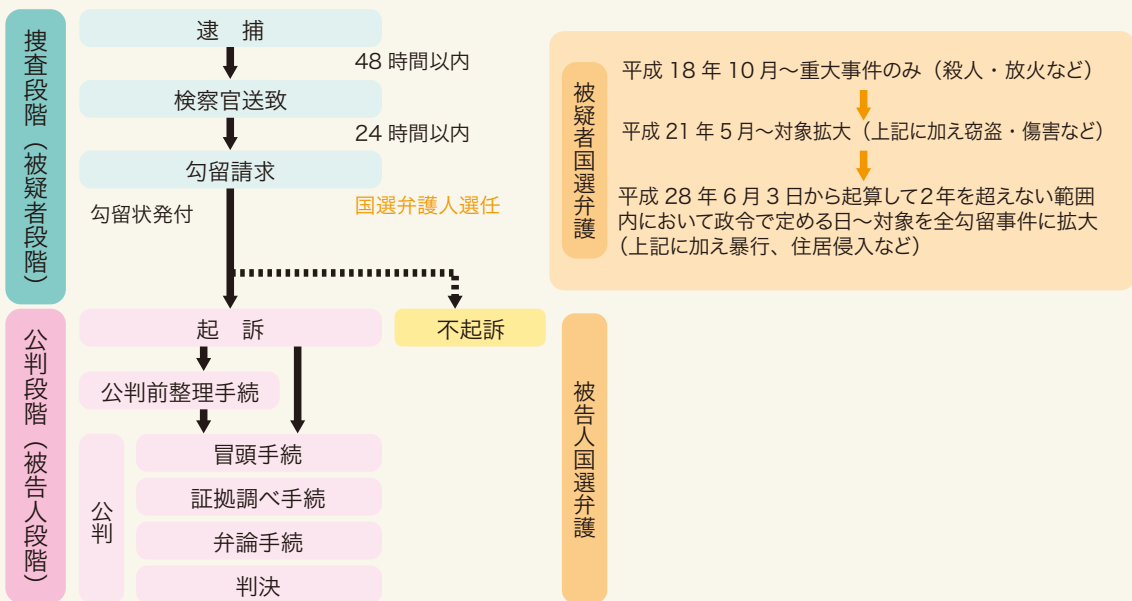 捜査段階（被疑者段階）
逮　捕
48 時間以内
検察官送致
24 時間以内
勾留請求
勾留状発付
国選弁護人選任
被疑者国選弁護
平成 18 年 10 月～重大事件のみ（殺人・放火など）
平成 21 年 5 月～対象拡大（上記に加え窃盗・傷害など）
平成 28 年 6 月 3 日から起算して2年を超えない範囲
内において政令で定める日～対象を全勾留事件に拡大
（上記に加え暴行、住居侵入など）
公判段階（被告人段階）
起　訴
不起訴
公判前整理手続
公判
冒頭手続
証拠調べ手続
弁論手続
判決
被告人国選弁護